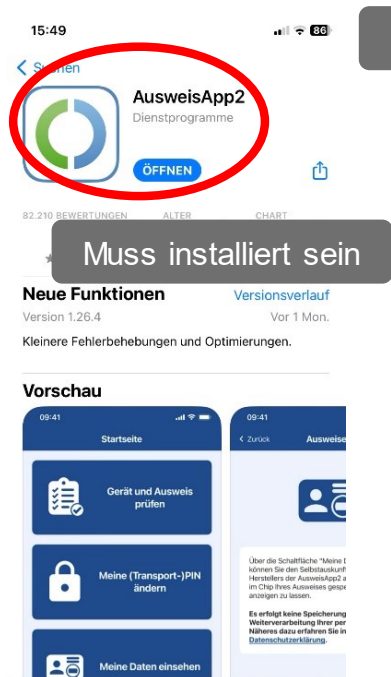 15:49
86
Suchen
AusweisApp2
Dienstprogramme
ÖFFNEN
82.210 BEWERTUNGEN ALTER CHART
Muss installiert sein
Neue Funktionen Versionsverlauf
Version 1.26.4 Vor 1 Mon.
Kleinere Fehlerbehebungen und Optimierungen.
Vorschau
09:41
Startseite
Gerät und Ausweis
prüfen
Meine (Transport-)PIN
ändern
Meine Daten einsehen
09:41
Zurück Ausweise
Über die Schaltfläche "Meine D
können Sie den Selbstauskunft
Herstellers der AusweisApp2 a
im Chip Ihres Ausweises gespe
anzeigen zu lassen.
Es erfolgt keine Speicherung
Weiterverarbeitung Ihrer per
Näheres dazu erfahren Sie in
Datenschutzerklärung.